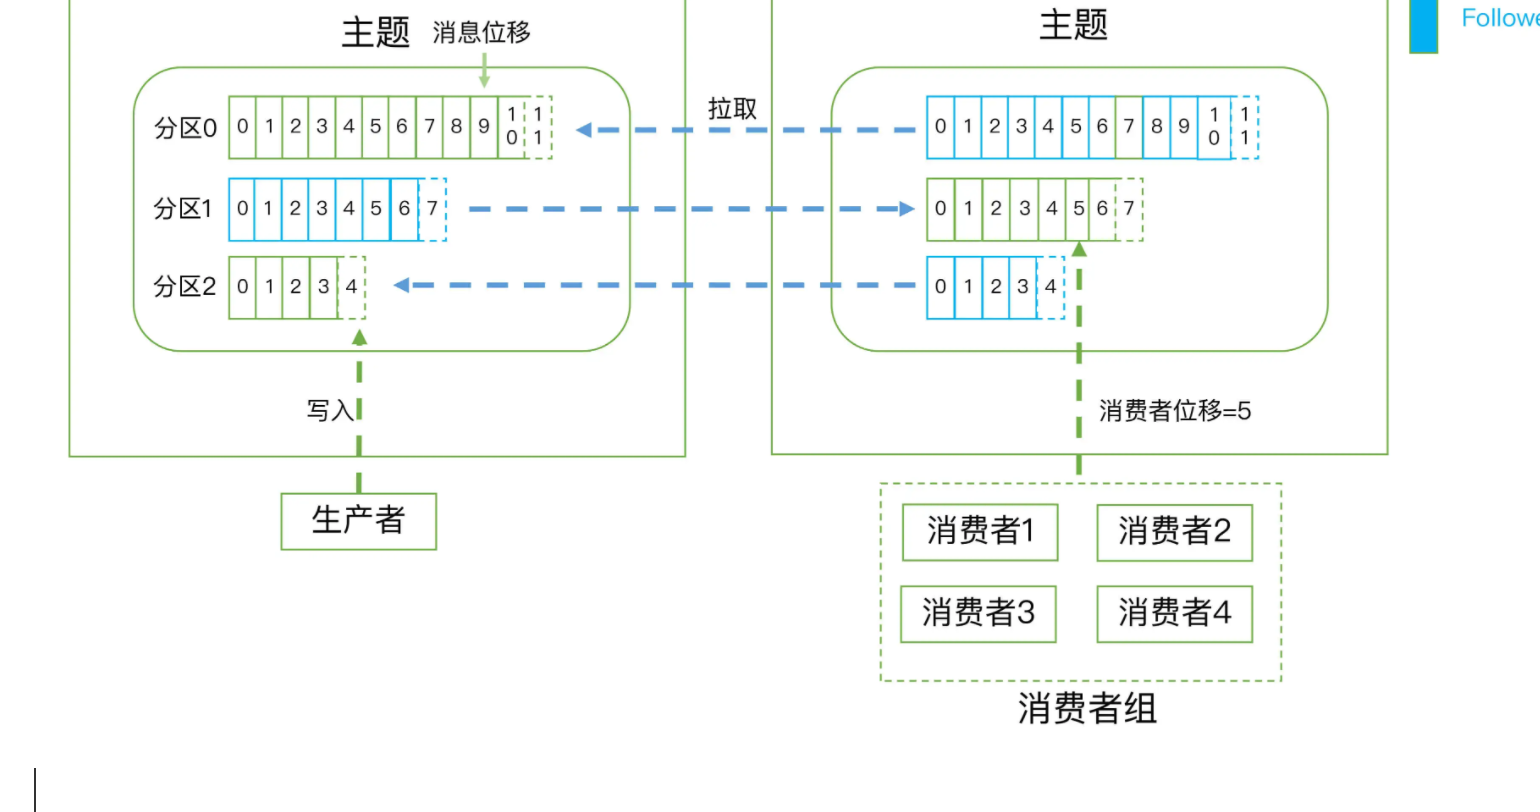 主题 消息位移
主题
Followe
分区0 0 1 2 3 4 5 6 7 8 9 10 11
拉取
0 1 2 3 4 5 6 7 8 9 10 11
分区1 0 1 2 3 4 5 6 7
0 1 2 3 4 5 6 7
分区2 0 1 2 3 4
0 1 2 3 4
写入
消费者位移=5
生产者
消费者1 消费者2
消费者3 消费者4
消费者组